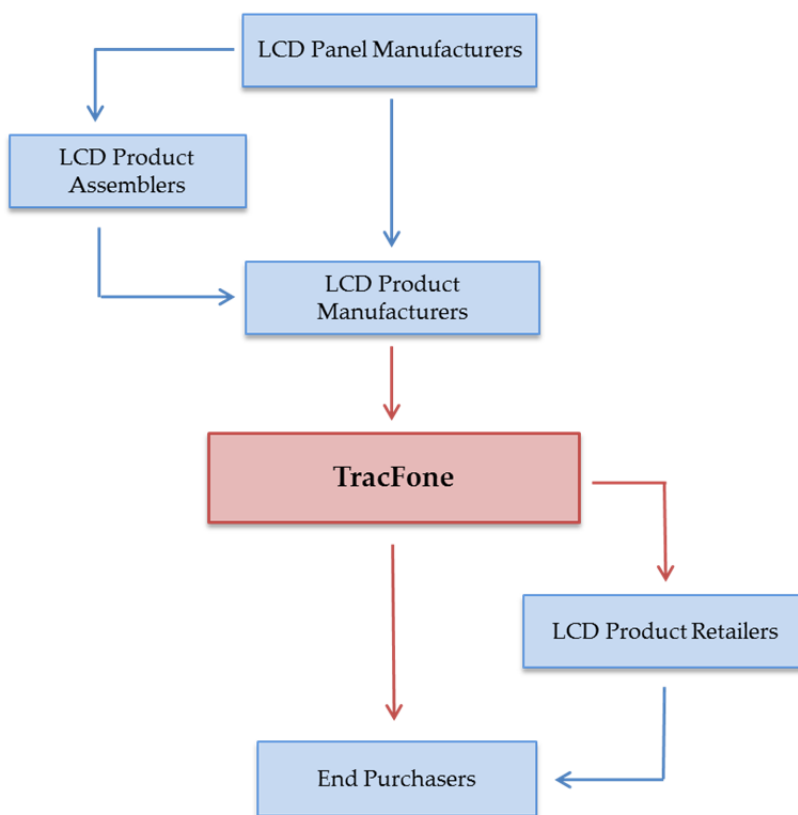 LCD Panel Manufacturers
LCD Product
Assemblers
LCD Product
Manufacturers
TracFone
LCD Product Retailers
End Purchasers